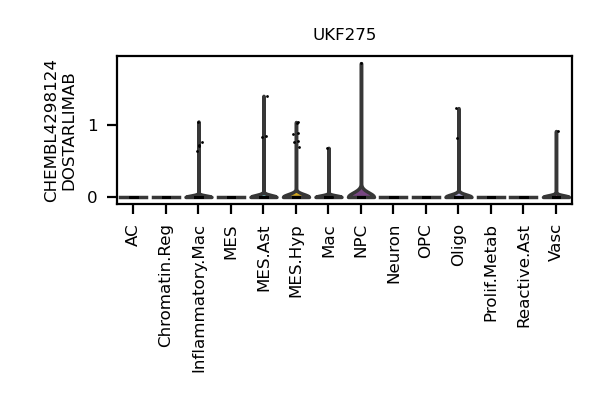 UKF275
CHEMBL4298124
DOSTARLIMAB
1
0
AC
Chromatin.Reg
Inflammatory.Mac
MES
MES.Ast
MES.Hyp
Mac
NPC
Neuron
OPC
Oligo
Prolif.Metab
Reactive.Ast
Vasc